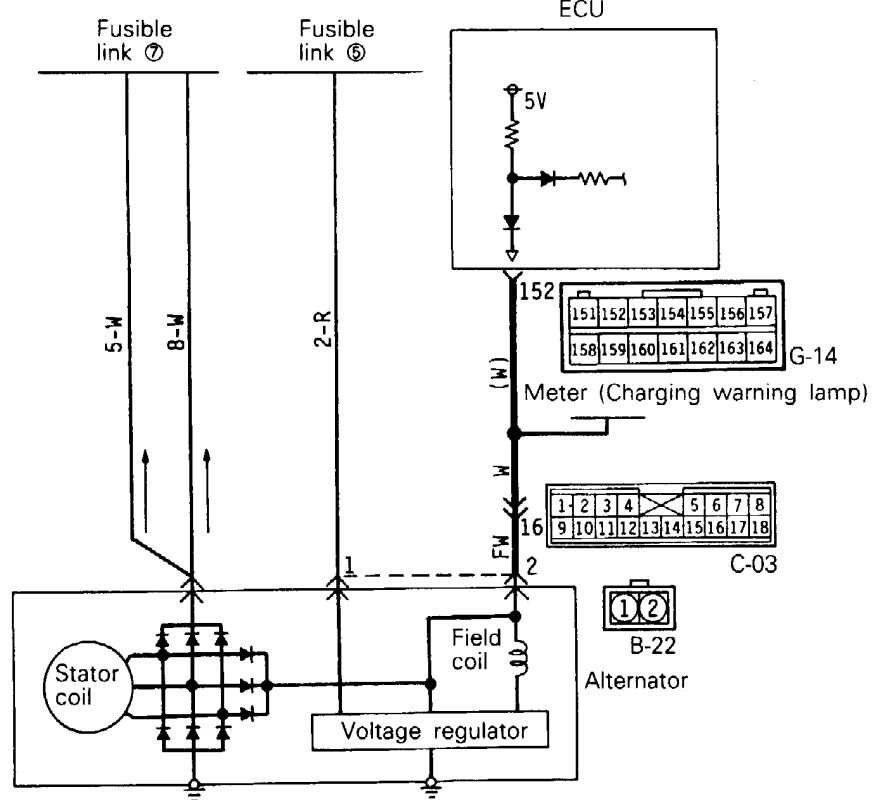 ECU
Fusible
link ⑦
Fusible
link ⑤
5V
152
151 152 153 154 155 156 157
158 159 160 161 162 163 164
G-14
5-W
8-W
2-R
(W)
Meter (Charging warning lamp)
W
16
1 2 3 4 5 6 7 8
9 10 11 12 13 14 15 16 17 18
C-03
FW
1
2
1 2
B-22
Field
coil
Stator
coil
Alternator
Voltage regulator